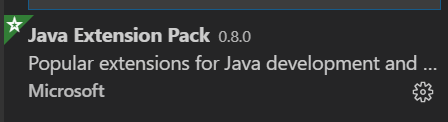 Java Extension Pack 0.8.0
Popular extensions for Java development and ...
Microsoft